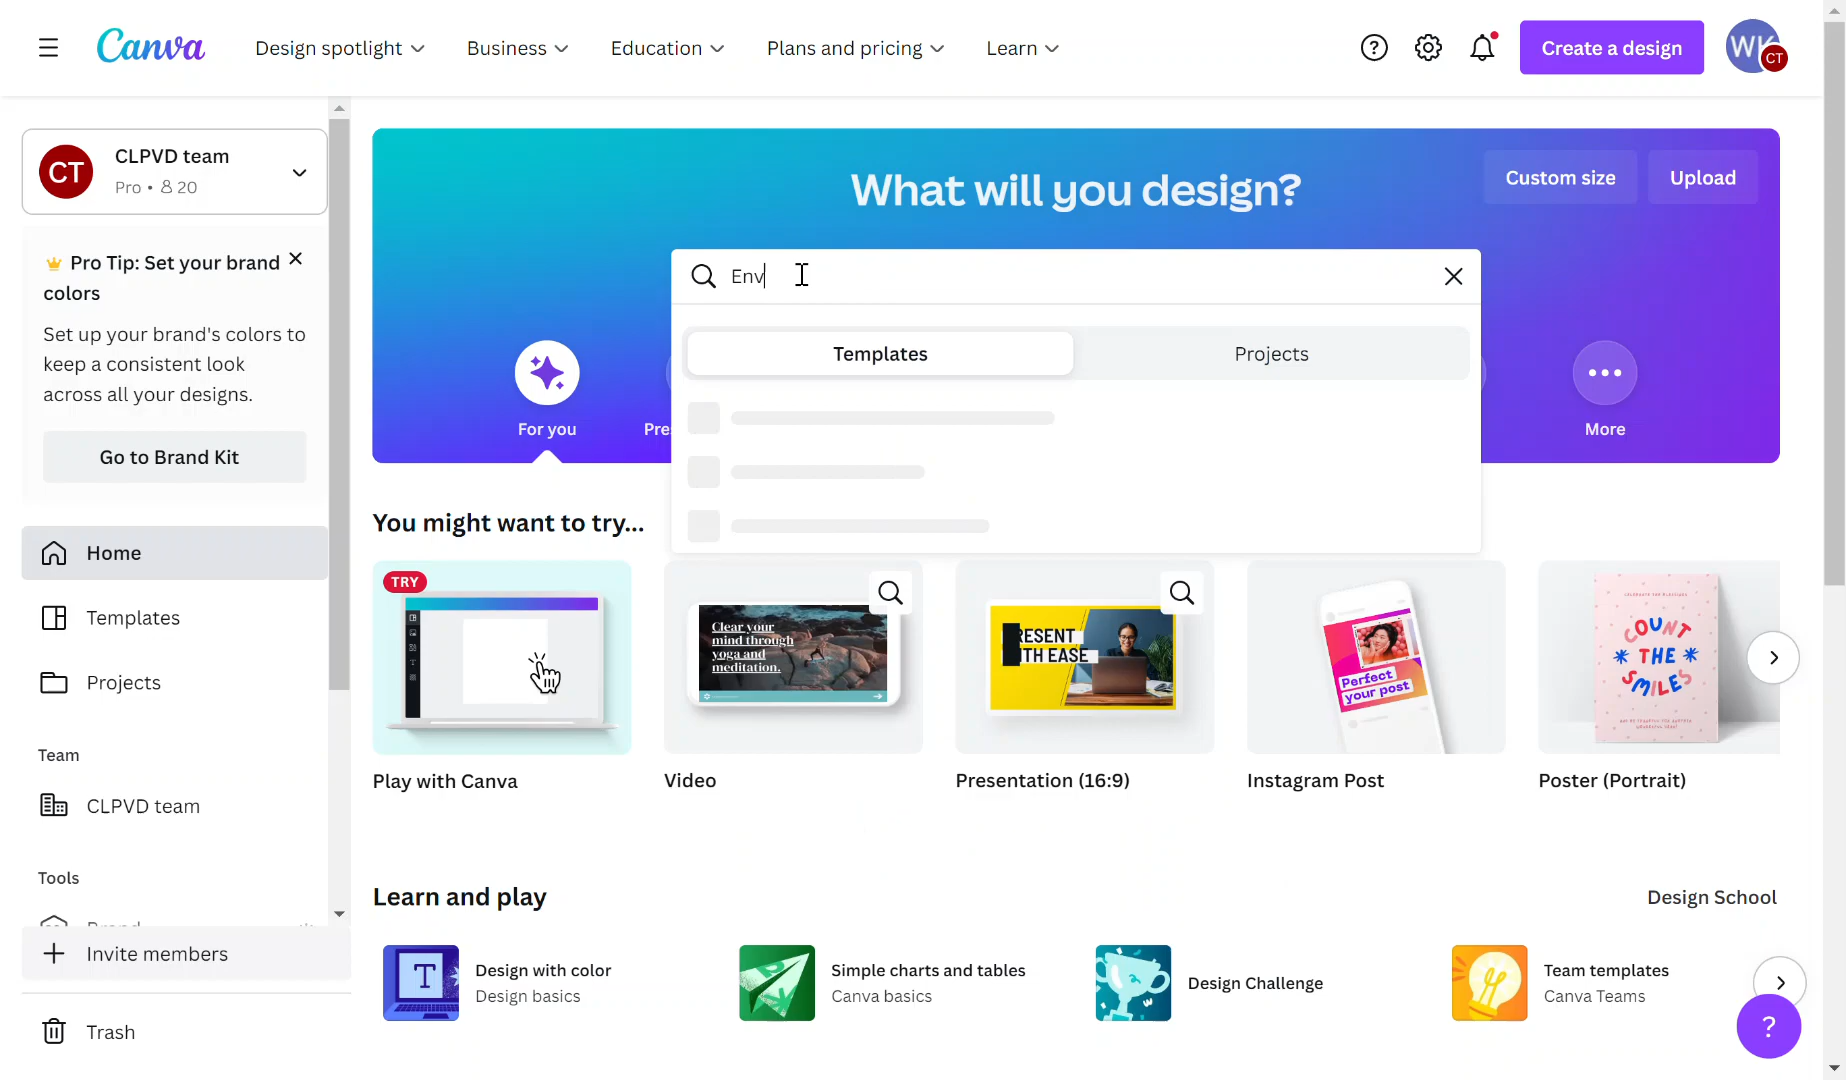 Canva
Design spotlight
Business
Education
Plans and pricing
Learn
Create a design
WK
CT
CT
CLPVD team
Pro • 20
Pro Tip: Set your brand
colors
Set up your brand's colors to
keep a consistent look
across all your designs.
Go to Brand Kit
Home
Templates
Projects
Team
CLPVD team
Tools
Brand
Invite members
Trash
What will you design?
Custom size
Upload
Env
Templates
Projects
For you
Pre
More
You might want to try...
TRY
Clear your
mind through
yoga and
meditation.
RESENT
ITH EASE
Perfect
your post
COUNT
THE
SMILES
Play with Canva
Video
Presentation (16:9)
Instagram Post
Poster (Portrait)
Learn and play
Design School
T
Design with color
Design basics
Simple charts and tables
Canva basics
Design Challenge
Team templates
Canva Teams
?